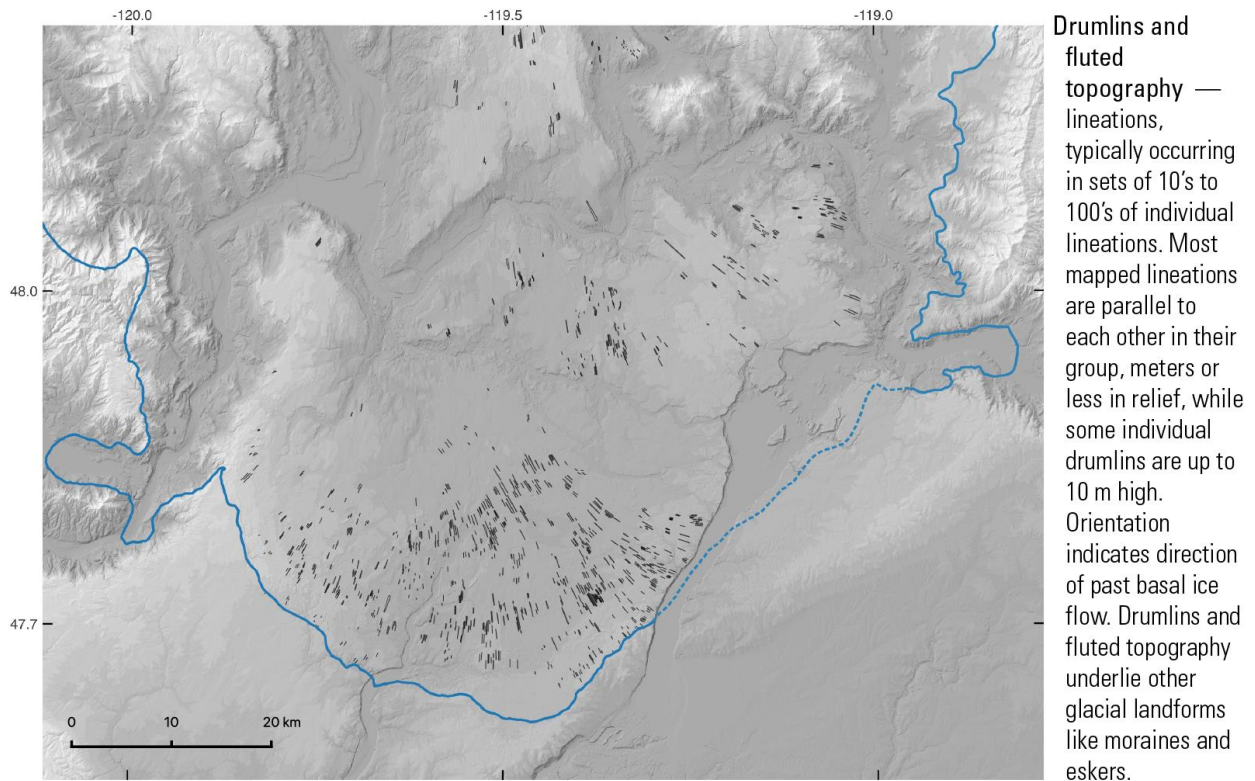 -120.0
-119.5
-119.0
48.0
47.7
0
10
20 km
Drumlins and
fluted
topography —
lineations,
typically occurring
in sets of 10's to
100's of individual
lineations. Most
mapped lineations
are parallel to
each other in their
group, meters or
less in relief, while
some individual
drumlins are up to
10 m high.
Orientation
indicates direction
of past basal ice
flow. Drumlins and
fluted topography
underlie other
glacial landforms
like moraines and
eskers.